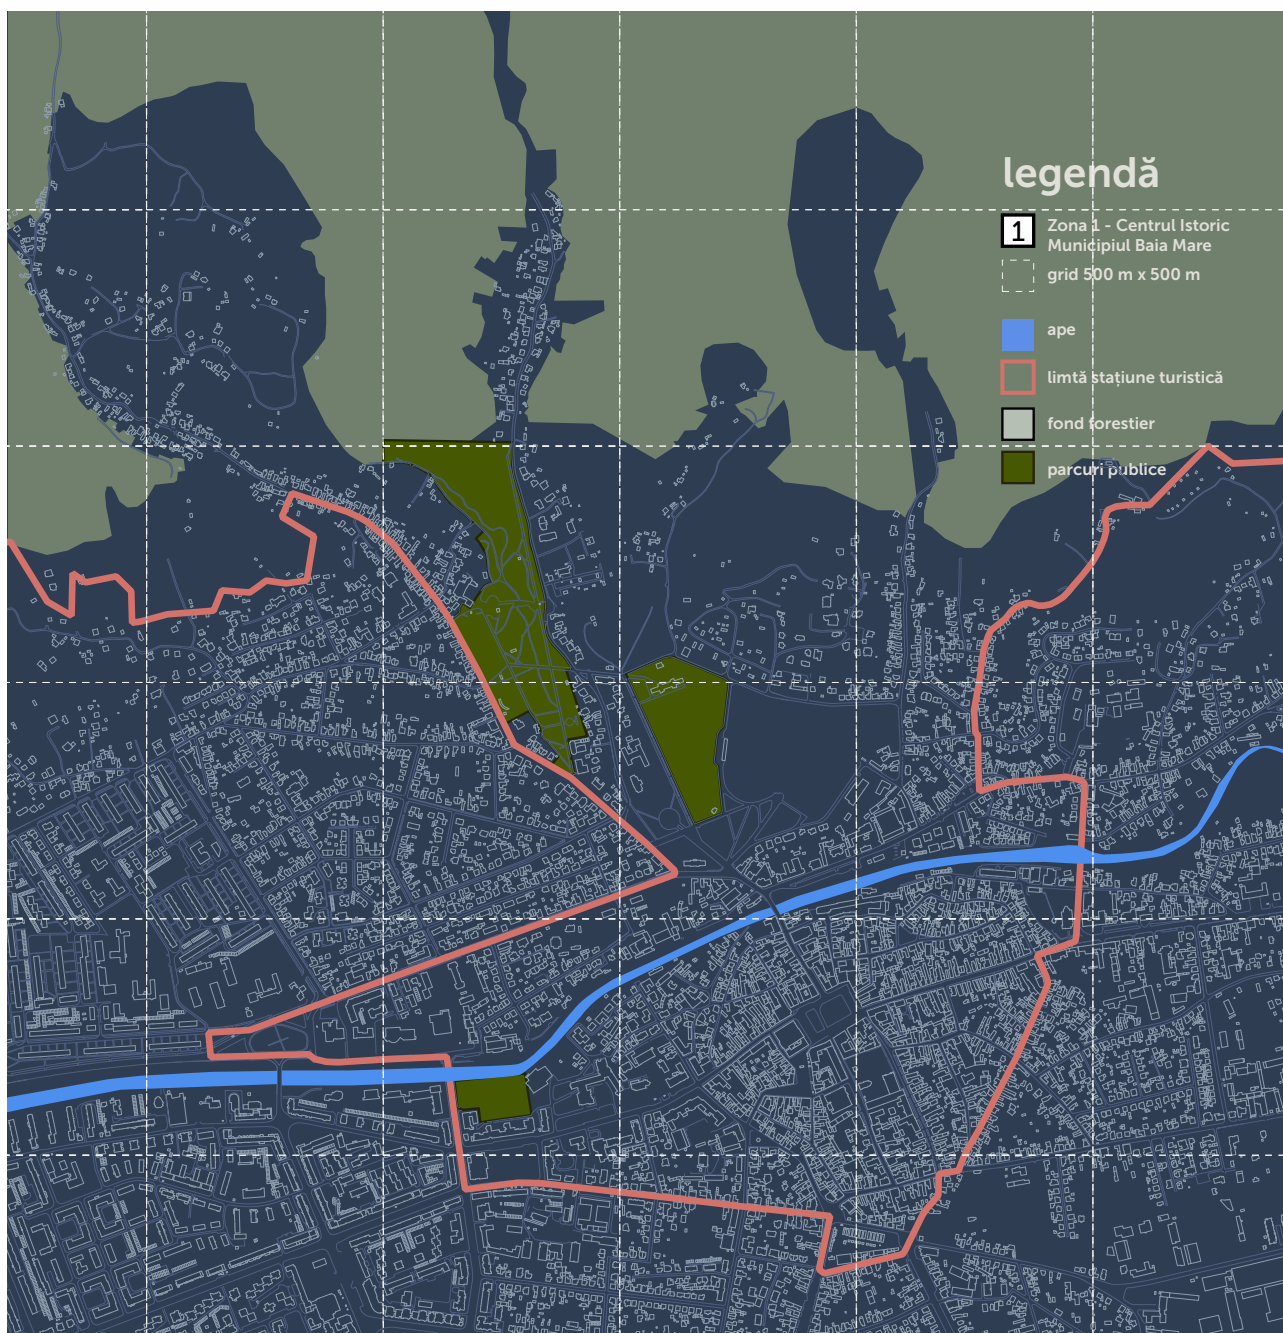 legendă
1
Zona 1 - Centrul Istoric
Municipiul Baia Mare
grid 500 m x 500 m
ape
limtă stațiune turistică
fond forestier
parcuri publice